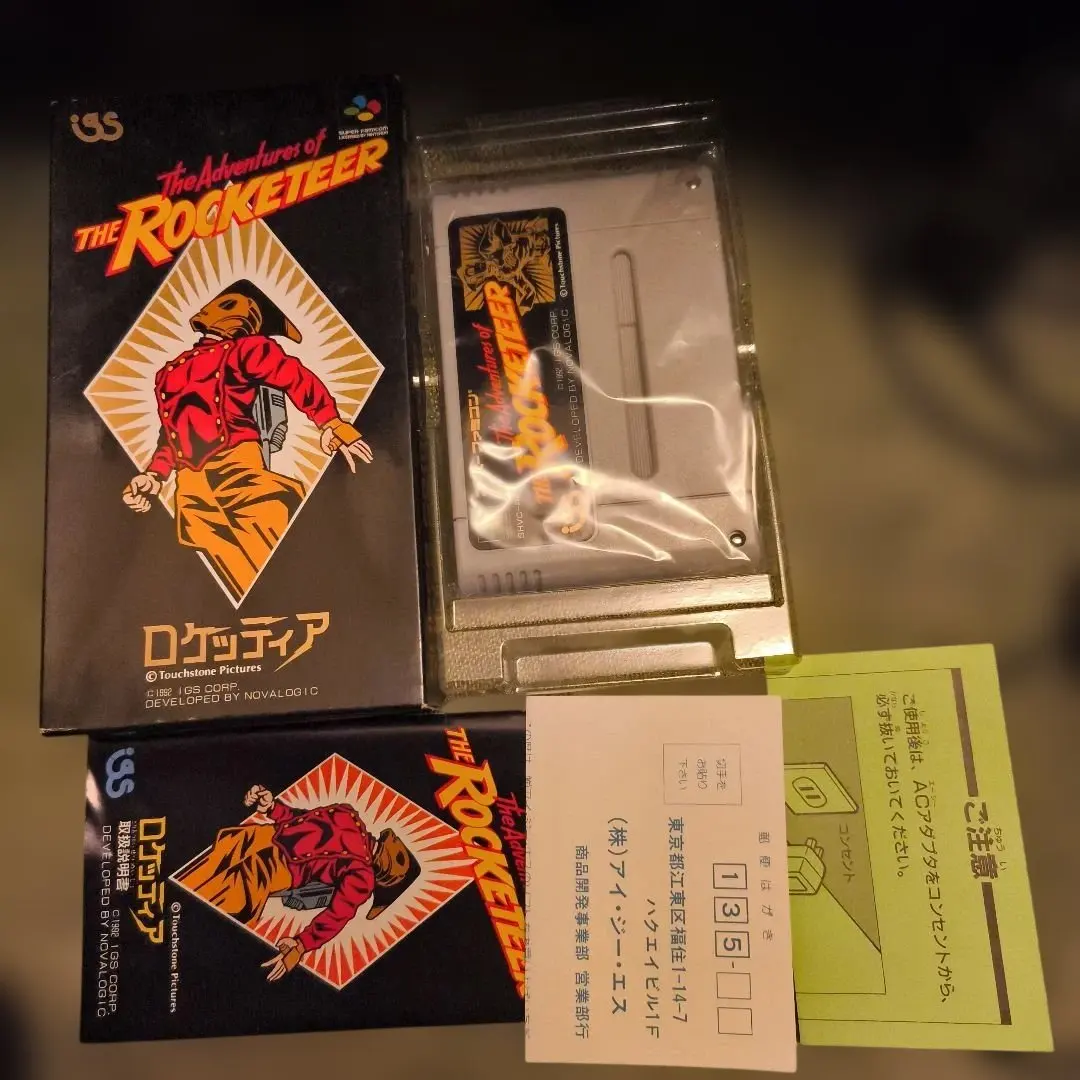 igs
SUPER FAMICOM
LICENSED BY NINTENDO
The Adventures of
THE ROCKETEER
ロケッティア
© Touchstone Pictures
© 1992 IGS CORP.
DEVELOPED BY NOVALOGIC
© Touchstone Pictures
The Adventures of
THE ROCKETEER
© 1992 IGS CORP.
DEVELOPED BY NOVALOGIC
SHVC-
igs
THE ROCKETEER
The
ロケッティア
取扱説明書
© Touchstone Pictures
© 1992 IGS CORP.
DEVELOPED BY NOVALOGIC
郵便はがき
135-
切手を
お貼り
下さい
東京都江東区福住1-14-7
ハクエイビル1F
(株)アイ・ジー・エス
商品開発事業部 営業部行
ご注意
ちゅうい
ご使用後は、ACアダプタをコンセントから、
必ず抜いておいてください。
コンセント